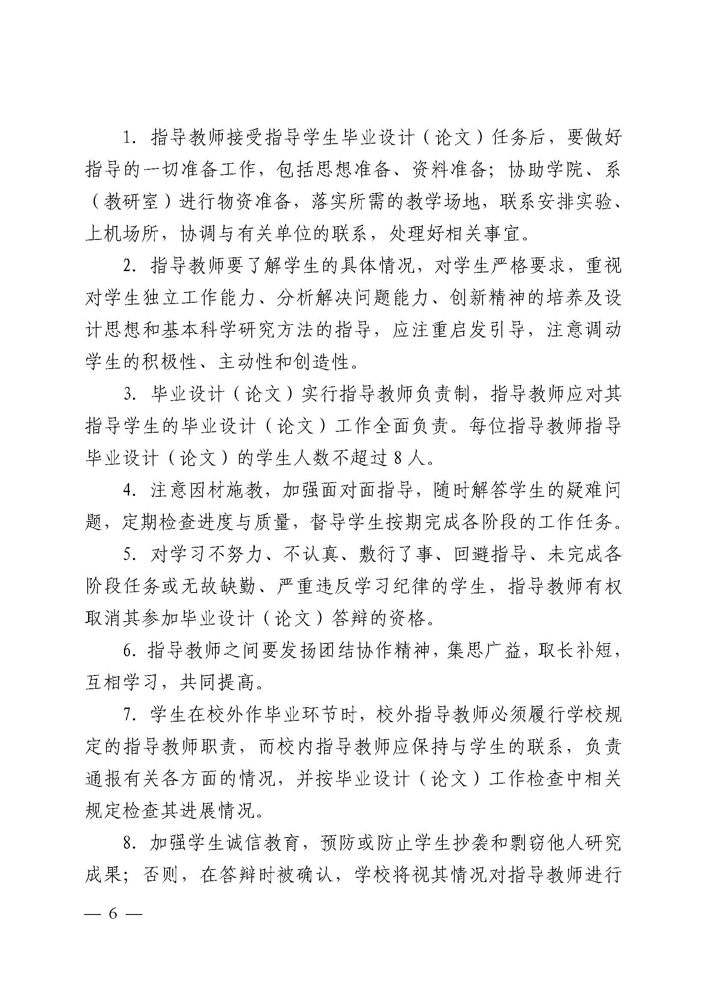 1. 指导教师接受指导学生毕业设计（论文）任务后，要做好
指导的一切准备工作，包括思想准备、资料准备；协助学院、系
（教研室）进行物资准备，落实所需的教学场地，联系安排实验、
上机场所，协调与有关单位的联系，处理好相关事宜。
2. 指导教师要了解学生的具体情况，对学生严格要求，重视
对学生独立工作能力、分析解决问题能力、创新精神的培养及设
计思想和基本科学研究方法的指导，应注重启发引导，注意调动
学生的积极性、主动性和创造性。
3. 毕业设计（论文）实行指导教师负责制，指导教师应对其
指导学生的毕业设计（论文）工作全面负责。每位指导教师指导
毕业设计（论文）的学生人数不超过 8 人。
4. 注意因材施教，加强面对面指导，随时解答学生的疑难问
题，定期检查进度与质量，督导学生按期完成各阶段的工作任务。
5. 对学习不努力、不认真、敷衍了事、回避指导、未完成各
阶段任务或无故缺勤、严重违反学习纪律的学生，指导教师有权
取消其参加毕业设计（论文）答辩的资格。
6. 指导教师之间要发扬团结协作精神，集思广益，取长补短，
互相学习，共同提高。
7. 学生在校外作毕业环节时，校外指导教师必须履行学校规
定的指导教师职责，而校内指导教师应保持与学生的联系，负责
通报有关各方面的情况，并按毕业设计（论文）工作检查中相关
规定检查其进展情况。
8. 加强学生诚信教育，预防或防止学生抄袭和剽窃他人研究
成果；否则，在答辩时被确认，学校将视其情况对指导教师进行
— 6 —